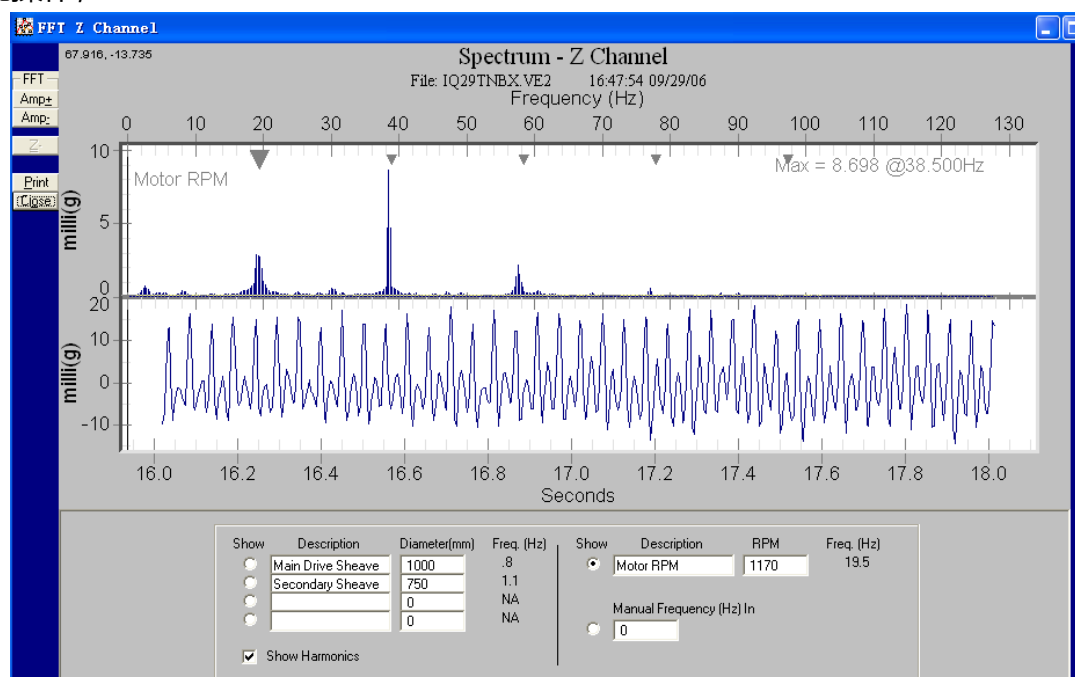 FFT Z Channel
67.916, -13.735
Spectrum - Z Channel
File: IQ29TNBX.VE2 16:47:54 09/29/06
Frequency (Hz)
FFT
Amp+
Amp-
Z-
Print
Close
0 10 20 30 40 50 60 70 80 90 100 110 120 130
10
5
0
milli(g)
Motor RPM
Max = 8.698 @38.500Hz
20
10
0
-10
milli(g)
16.0 16.2 16.4 16.6 16.8 17.0 17.2 17.4 17.6 17.8 18.0
Seconds
Show Description Diameter(mm) Freq. (Hz) Show Description RPM Freq. (Hz)
Main Drive Sheave 1000 .8 Motor RPM 1170 19.5
Secondary Sheave 750 1.1
0 NA
Manual Frequency (Hz) In
0 NA
0
Show Harmonics